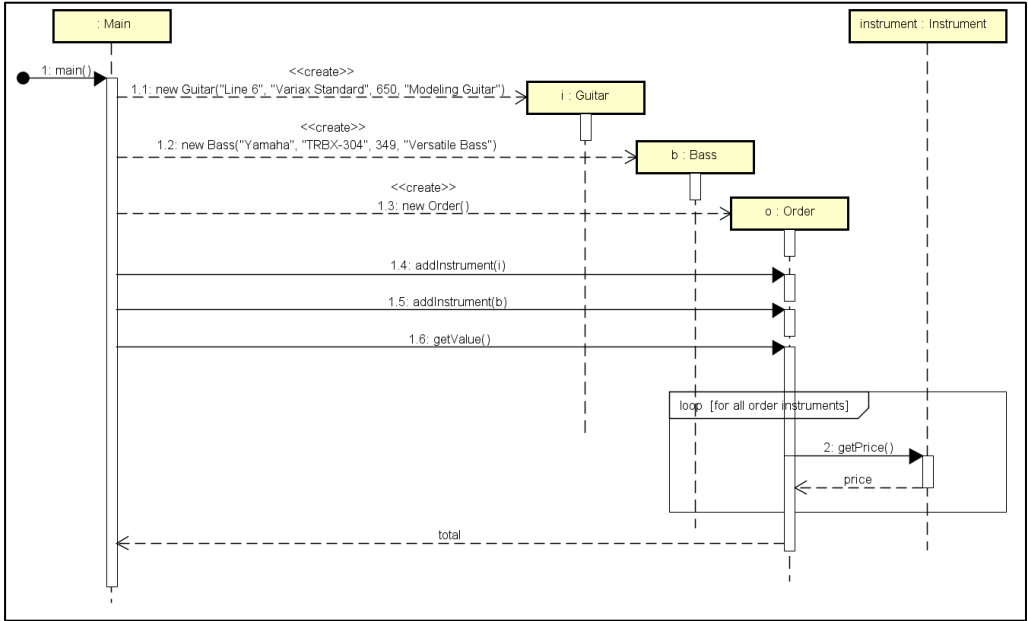 : Main
instrument : Instrument
1: main()
<<create>>
1.1: new Guitar("Line 6", "Variax Standard", 650, "Modeling Guitar")
i : Guitar
<<create>>
1.2: new Bass("Yamaha", "TRBX-304", 349, "Versatile Bass")
b : Bass
<<create>>
1.3: new Order()
o : Order
1.4: addInstrument(i)
1.5: addInstrument(b)
1.6: getValue()
loop [for all order instruments]
2: getPrice()
price
total